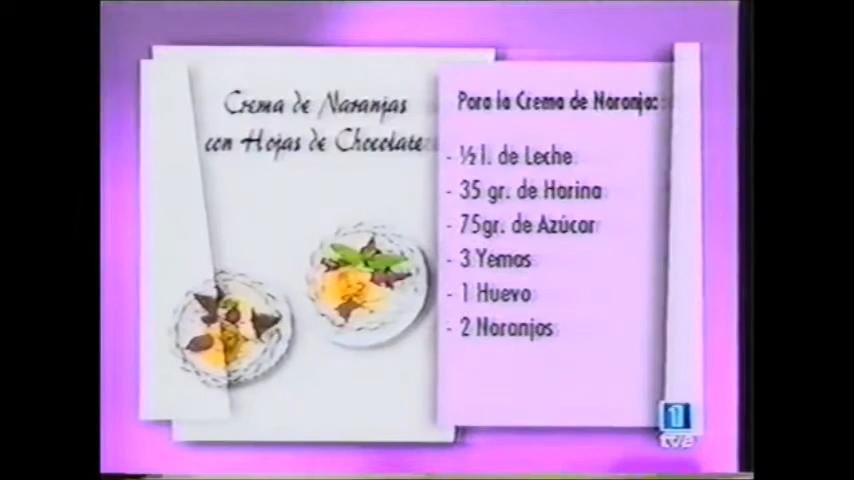 Crema de Naranjas
con Hojas de Chocolate
Para la Crema de Naranja:
- ½ l. de Leche
- 35 gr. de Harina
- 75gr. de Azúcar
- 3 Yemas
- 1 Huevo
- 2 Naranjas
1
tve